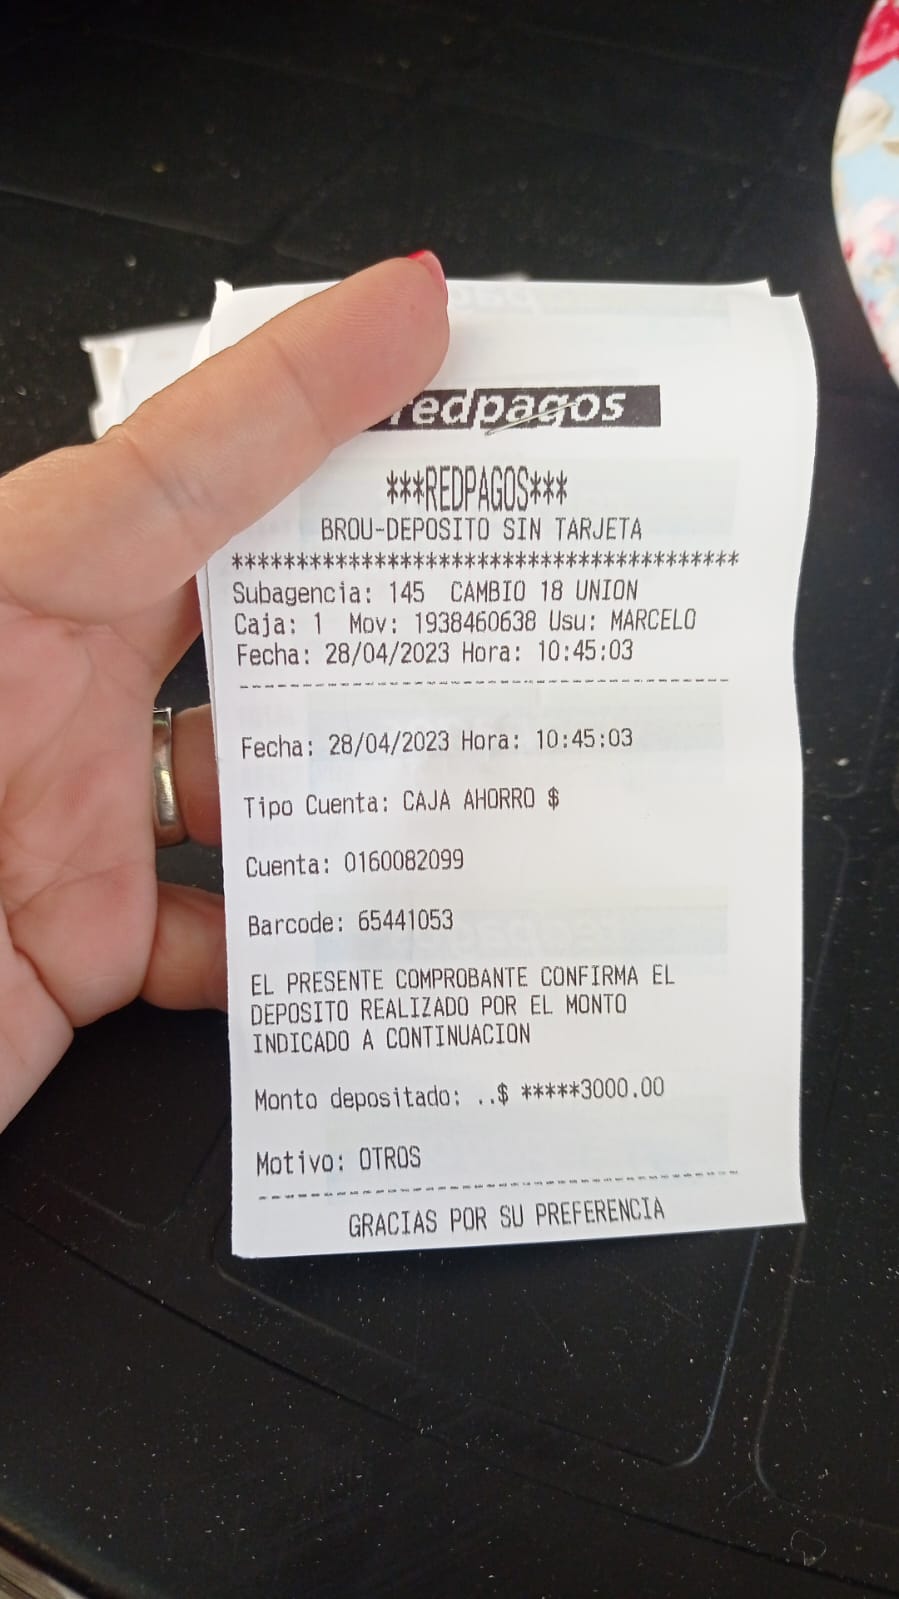 redpagos
***REDPAGOS***
BROU-DEPOSITO SIN TARJETA
***************************************
Subagencia: 145  CAMBIO 18 UNION
Caja: 1  Mov: 1938460638 Usu: MARCELO
Fecha: 28/04/2023 Hora: 10:45:03
Fecha: 28/04/2023 Hora: 10:45:03
Tipo Cuenta: CAJA AHORRO $
Cuenta: 0160082099
Barcode: 65441053
EL PRESENTE COMPROBANTE CONFIRMA EL
DEPOSITO REALIZADO POR EL MONTO
INDICADO A CONTINUACION
Monto depositado: ..$ *****3000.00
Motivo: OTROS
GRACIAS POR SU PREFERENCIA